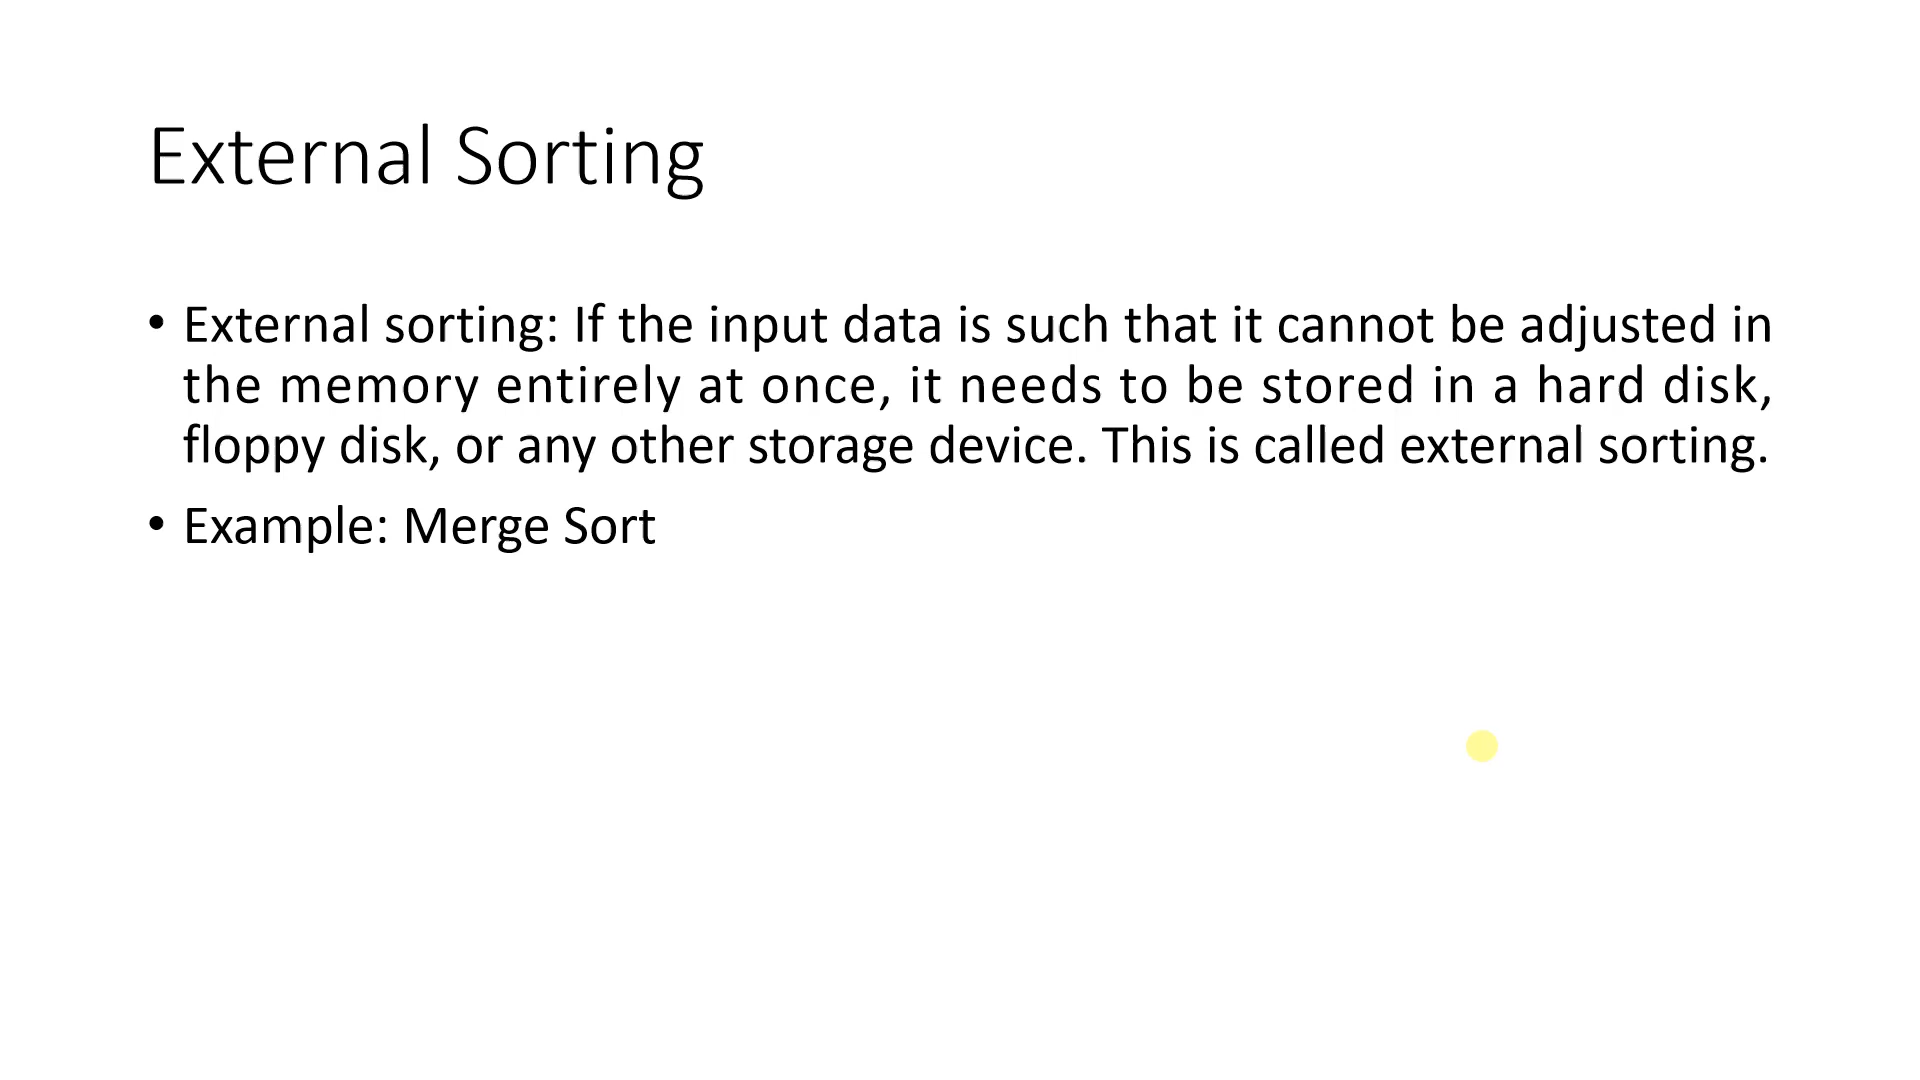 External Sorting
• External sorting: If the input data is such that it cannot be adjusted in
the memory entirely at once, it needs to be stored in a hard disk,
floppy disk, or any other storage device. This is called external sorting.
• Example: Merge Sort